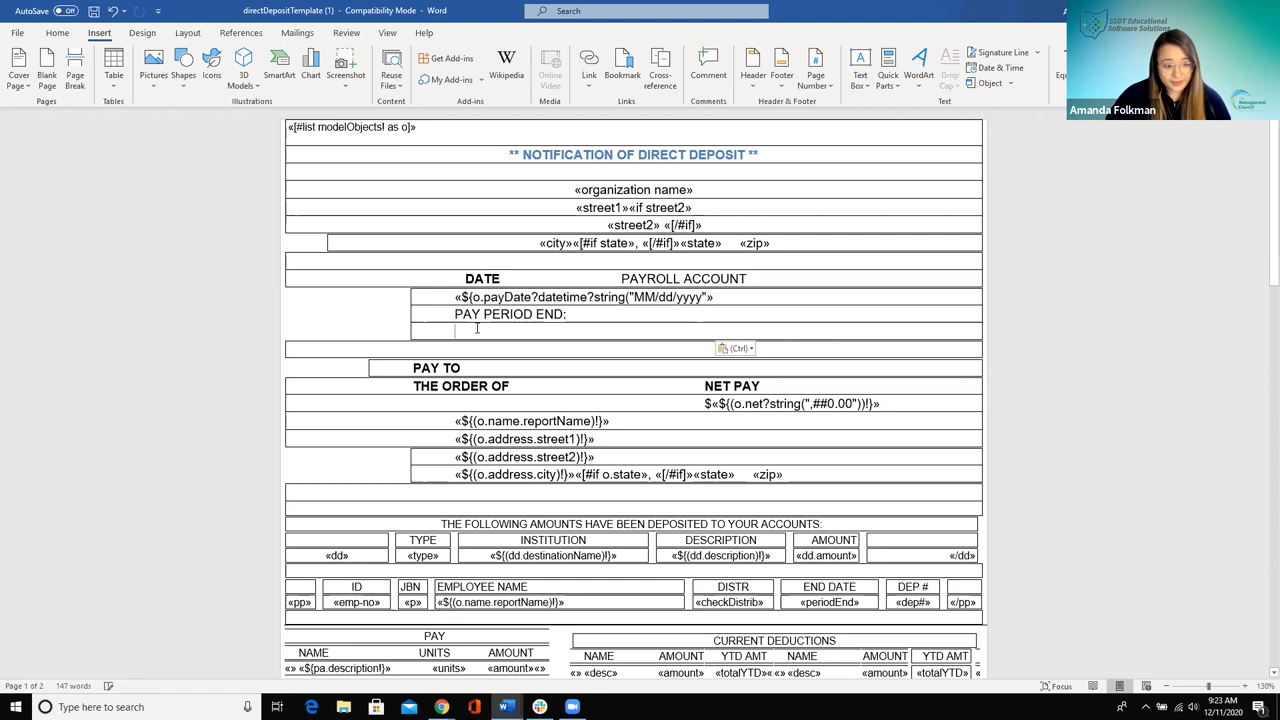 AutoSave Off directDepositTemplate (1) - Compatibility Mode - Word Search
File Home Insert Design Layout References Mailings Review View Help
Cover Page Blank Page Page Break Table Pictures Shapes Icons 3D Models SmartArt Chart Screenshot Reuse Files Get Add-ins My Add-ins Wikipedia Online Video Link Bookmark Cross-reference Comment Header Footer Page Number Text Box Quick Parts WordArt Drop Cap Signature Line Date & Time Object
Pages Tables Illustrations Content Add-ins Media Links Comments Header & Footer Text
SSDT Educational
Software Solutions
Management
Council
Amanda Folkman
«[#list modelObjects! as o]»
** NOTIFICATION OF DIRECT DEPOSIT **
«organization name»
«street1»«if street2»
«street2» «[/#if]»
«city»«[#if state», «[/#if]»«state» «zip»
DATE PAYROLL ACCOUNT
«${o.payDate?datetime?string("MM/dd/yyyy"»
PAY PERIOD END:
(Ctrl)
PAY TO
THE ORDER OF NET PAY
$«${(o.net?string(",##0.00"))!}»
«${(o.name.reportName)!}»
«${(o.address.street1)!}»
«${(o.address.street2)!}»
«${(o.address.city)!}»«[#if o.state», «[/#if]»«state» «zip»
THE FOLLOWING AMOUNTS HAVE BEEN DEPOSITED TO YOUR ACCOUNTS:
TYPE INSTITUTION DESCRIPTION AMOUNT
«dd» «type» «${(dd.destinationName)!}» «${(dd.description)!}» «dd.amount» «/dd»
ID JBN EMPLOYEE NAME DISTR END DATE DEP #
«pp» «emp-no» «p» «${(o.name.reportName)!}» «checkDistrib» «periodEnd» «dep#» «/pp»
PAY CURRENT DEDUCTIONS
NAME UNITS AMOUNT NAME AMOUNT YTD AMT NAME AMOUNT YTD AMT
«» «${pa.description!}» «units» «amount»«» «» «desc» «amount» «totalYTD» «» «desc» «amount» «totalYTD» «
Page 1 of 2 147 words Focus 130%
Type here to search
9:23 AM
12/11/2020